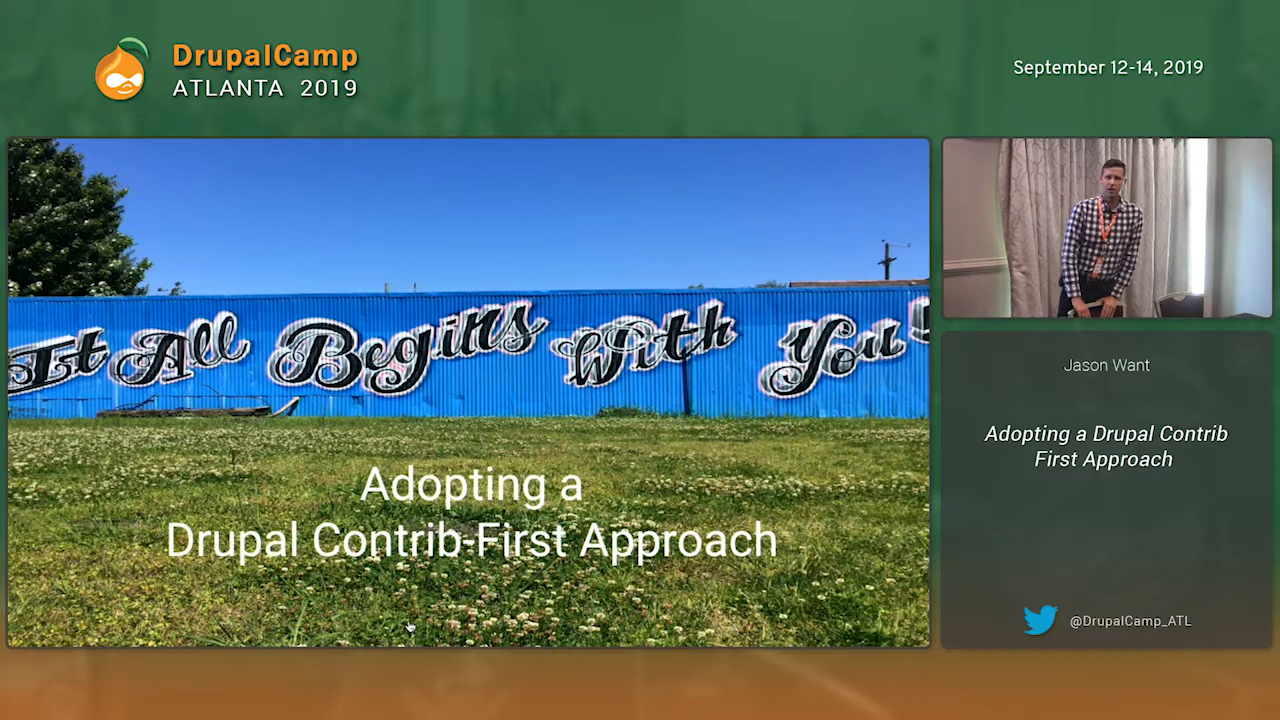 DrupalCamp
ATLANTA 2019
September 12-14, 2019
It All Begins With You!
Adopting a
Drupal Contrib-First Approach
Jason Want
Adopting a Drupal Contrib
First Approach
@DrupalCamp_ATL